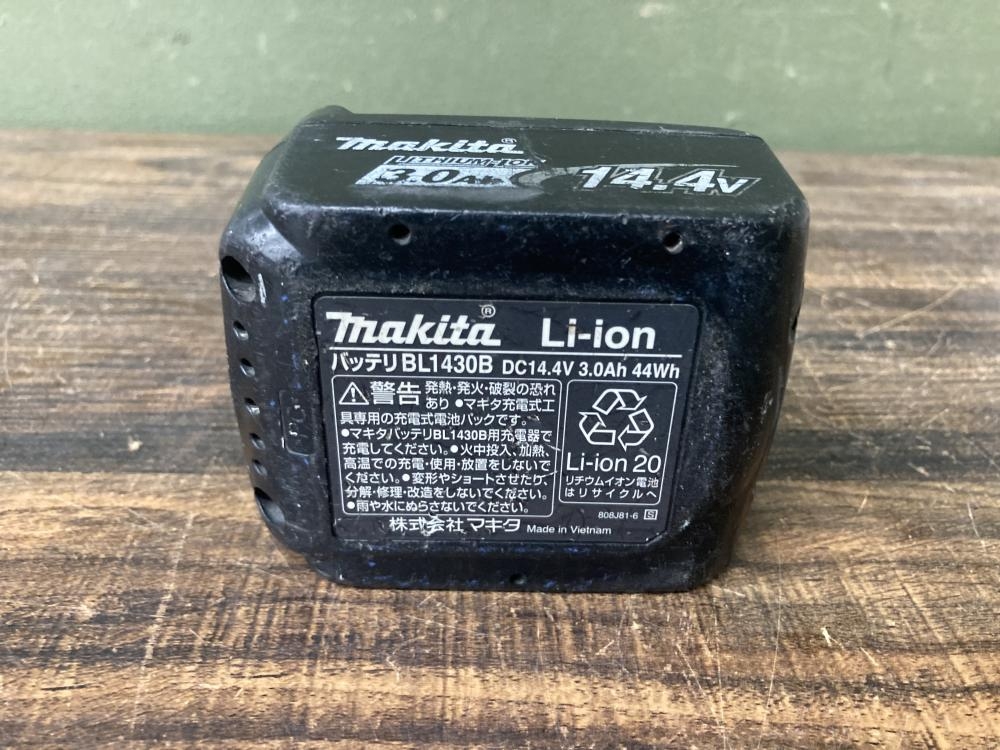 makita®
LITHIUM-ION
3.0Ah 14.4V
makita® Li-ion
バッテリ BL1430B DC14.4V 3.0Ah 44Wh
警告 発熱・発火・破裂の恐れ
あり ●マキタ充電式工
具専用の充電式電池パックです。
●マキタバッテリBL1430B用充電器で
充電してください。●火中投入、加熱、
高温での充電・使用・放置をしないで
ください。●変形やショートさせたり、
分解・修理・改造をしないでください。
●雨や水にぬらさないでください。
Li-ion 20
リチウムイオン電池
はリサイクルへ
808J81-6 S
株式会社 マキタ Made in Vietnam